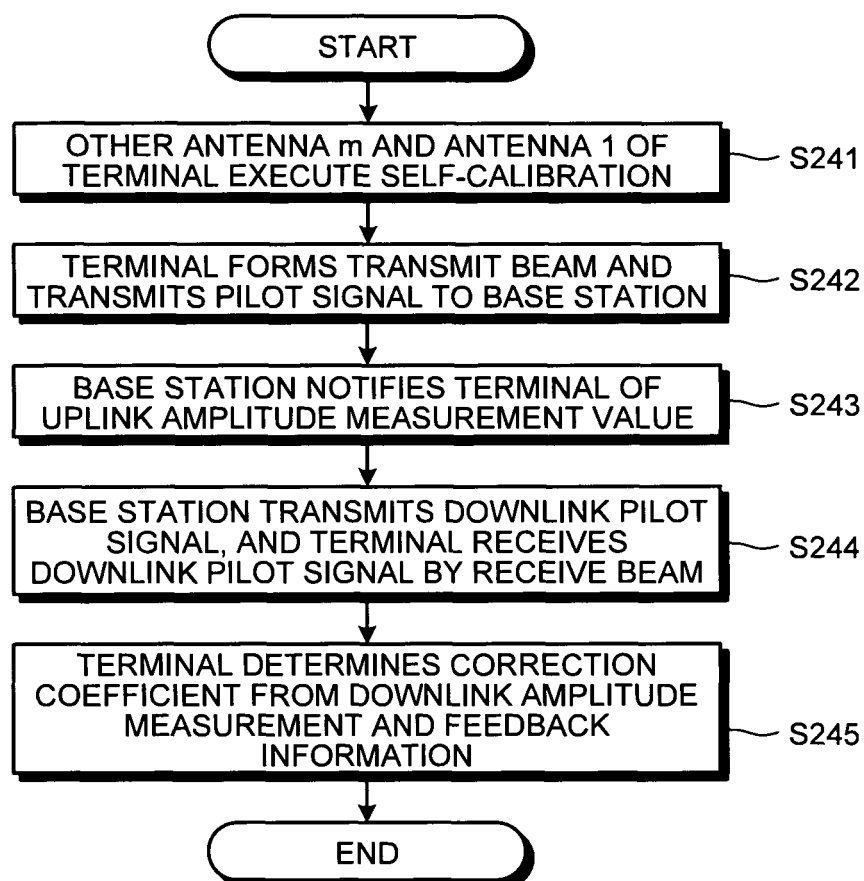 START
OTHER ANTENNA m AND ANTENNA 1 OF
TERMINAL EXECUTE SELF-CALIBRATION
S241
TERMINAL FORMS TRANSMIT BEAM AND
TRANSMITS PILOT SIGNAL TO BASE STATION
S242
BASE STATION NOTIFIES TERMINAL OF
UPLINK AMPLITUDE MEASUREMENT VALUE
S243
BASE STATION TRANSMITS DOWNLINK PILOT
SIGNAL, AND TERMINAL RECEIVES
DOWNLINK PILOT SIGNAL BY RECEIVE BEAM
S244
TERMINAL DETERMINES CORRECTION
COEFFICIENT FROM DOWNLINK AMPLITUDE
MEASUREMENT AND FEEDBACK
INFORMATION
S245
END